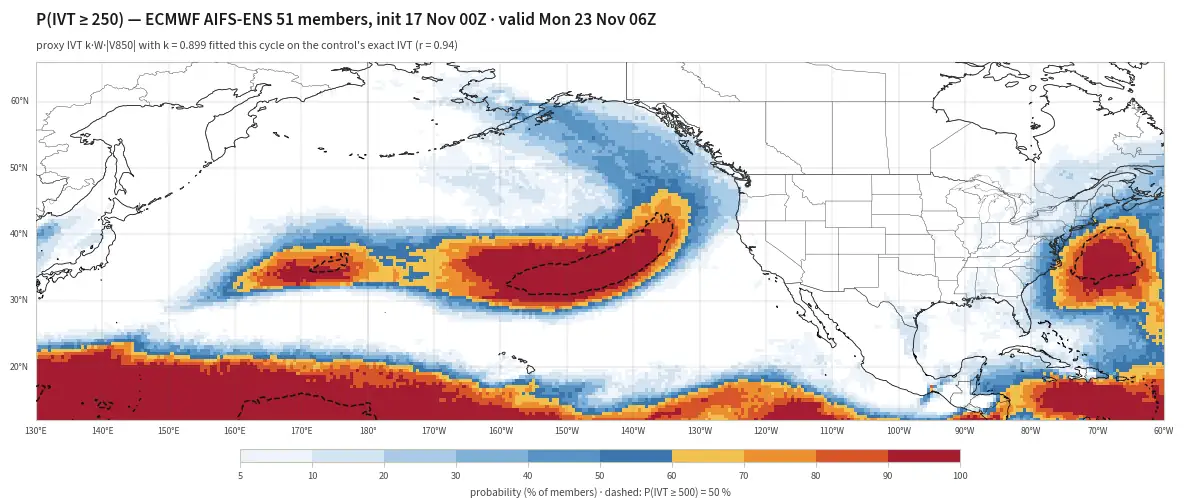 P(IVT ≥ 250) — ECMWF AIFS-ENS 51 members, init 17 Nov 00Z · valid Mon 23 Nov 06Z
proxy IVT k·W·|V850| with k = 0.899 fitted this cycle on the control's exact IVT (r = 0.94)
60°N
50°N
40°N
30°N
20°N
130°E 140°E 150°E 160°E 170°E 180° 170°W 160°W 150°W 140°W 130°W 120°W 110°W 100°W 90°W 80°W 70°W 60°W
5 10 20 30 40 50 60 70 80 90 100
probability (% of members) · dashed: P(IVT ≥ 500) = 50 %